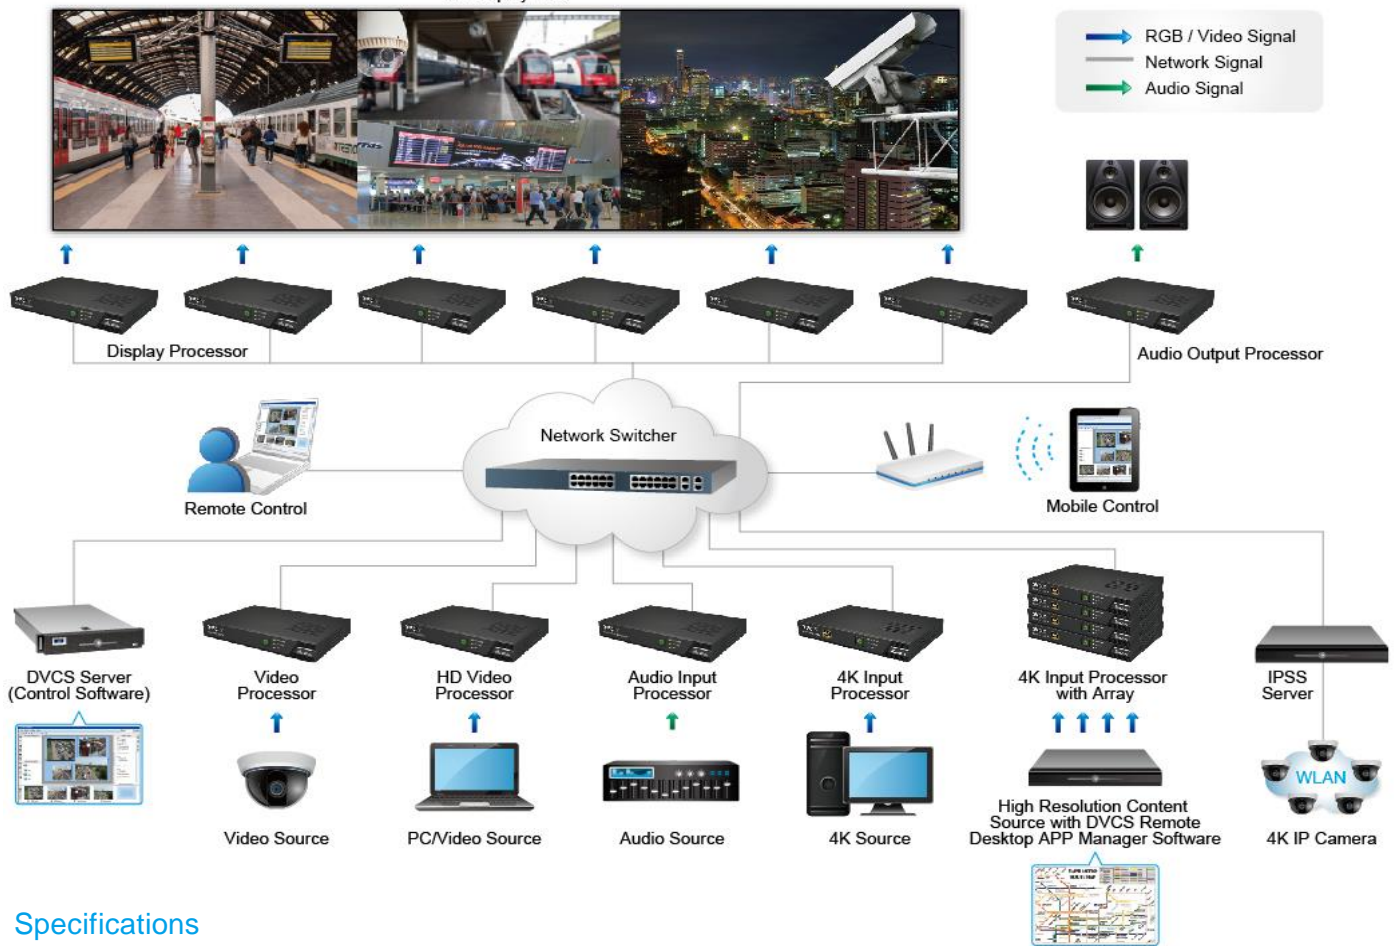 RGB / Video Signal
Network Signal
Audio Signal
Display Processor
Audio Output Processor
Network Switcher
Remote Control
Mobile Control
DVCS Server
(Control Software)
Video
Processor
HD Video
Processor
Audio Input
Processor
4K Input
Processor
4K Input Processor
with Array
IPSS
Server
WLAN
Video Source
PC/Video Source
Audio Source
4K Source
High Resolution Content
Source with DVCS Remote
Desktop APP Manager Software
4K IP Camera
Specifications